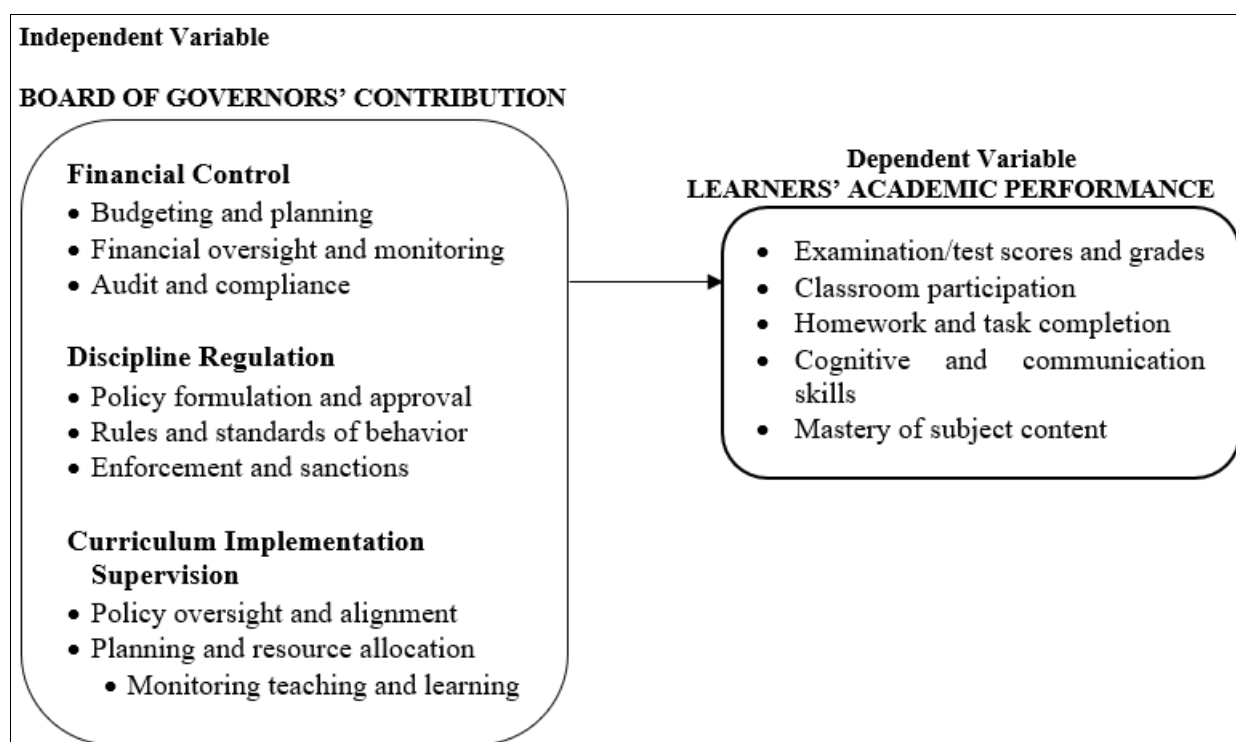 Independent Variable
BOARD OF GOVERNORS’ CONTRIBUTION
Financial Control
• Budgeting and planning
• Financial oversight and monitoring
• Audit and compliance
Discipline Regulation
• Policy formulation and approval
• Rules and standards of behavior
• Enforcement and sanctions
Curriculum Implementation
Supervision
• Policy oversight and alignment
• Planning and resource allocation
• Monitoring teaching and learning
Dependent Variable
LEARNERS’ ACADEMIC PERFORMANCE
• Examination/test scores and grades
• Classroom participation
• Homework and task completion
• Cognitive and communication
skills
• Mastery of subject content